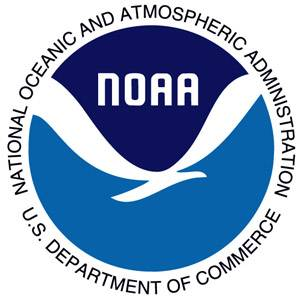 NATIONAL OCEANIC AND ATMOSPHERIC ADMINISTRATION
NOAA
U.S. DEPARTMENT OF COMMERCE